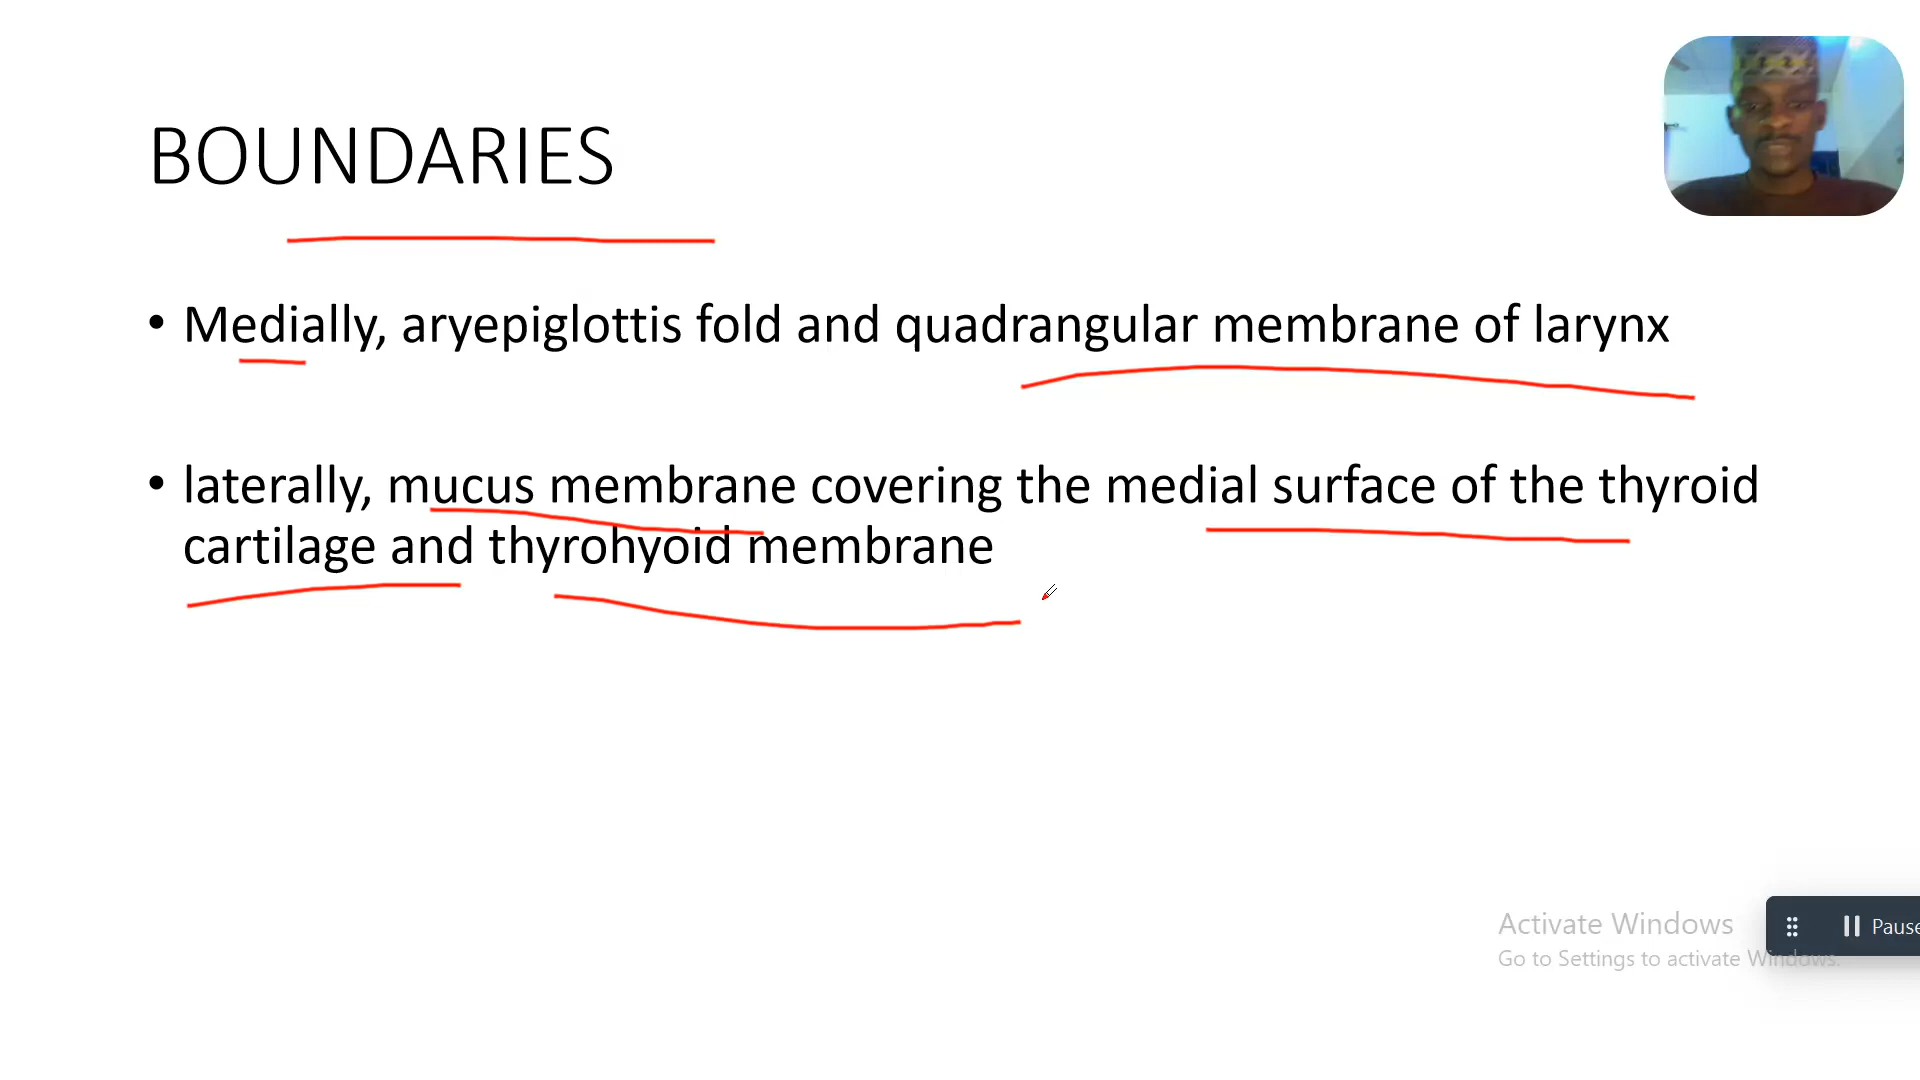 BOUNDARIES
• Medially, aryepiglottis fold and quadrangular membrane of larynx
• laterally, mucus membrane covering the medial surface of the thyroid
cartilage and thyrohyoid membrane
Activate Windows
Go to Settings to activate Windows.
Pause